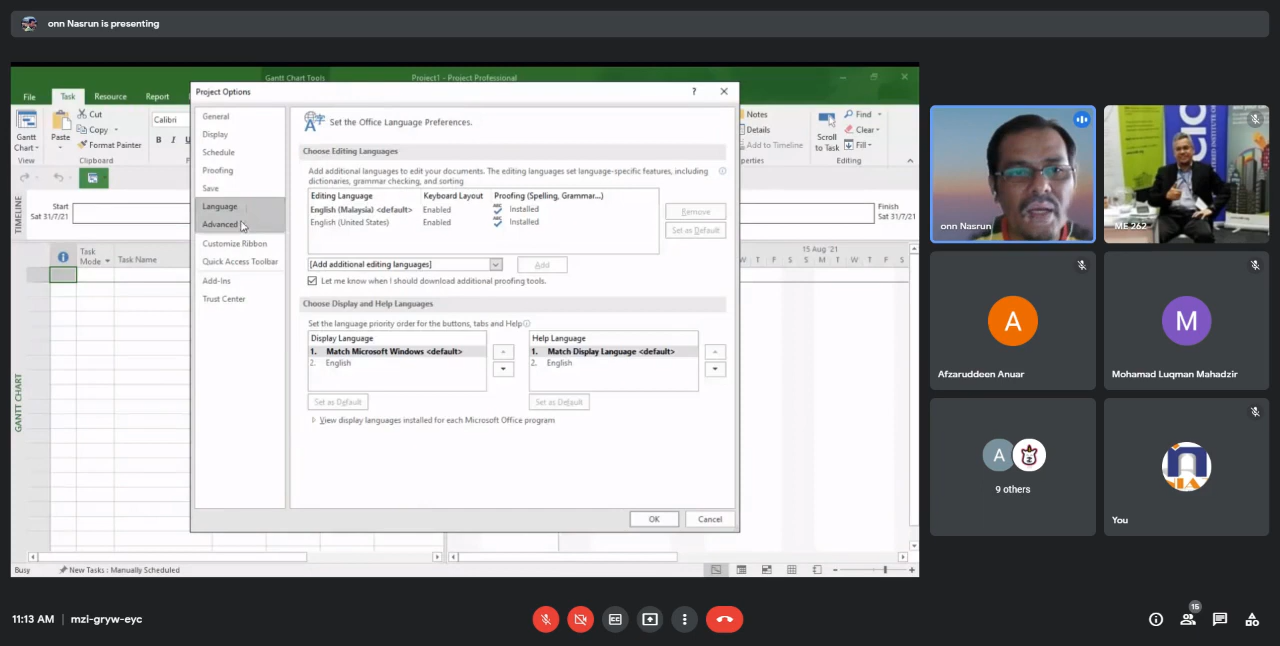 onn Nasrun is presenting
Gantt Chart Tools
Project1 - Project Professional
File
Task
Resource
Report
Gantt
Chart
View
Paste
Cut
Copy
Format Painter
Clipboard
Calibri
B I U
Notes
Details
Add to Timeline
perties
Scroll
to Task
Find
Clear
Fill
Editing
TIMELINE
Start
Sat 31/7/21
Finish
Sat 31/7/21
Task
Mode
Task Name
15 Aug '21
W T F S S M T W T F S
GANTT CHART
Project Options
?
General
Display
Schedule
Proofing
Save
Language
Advanced
Customize Ribbon
Quick Access Toolbar
Add-Ins
Trust Center
Set the Office Language Preferences.
Choose Editing Languages
Add additional languages to edit your documents. The editing languages set language-specific features, including
dictionaries, grammar checking, and sorting
Editing Language
Keyboard Layout
Proofing (Spelling, Grammar...)
English (Malaysia) <default>
Enabled
Installed
English (United States)
Enabled
Installed
Remove
Set as Default
[Add additional editing languages]
Add
Let me know when I should download additional proofing tools.
Choose Display and Help Languages
Set the language priority order for the buttons, tabs and Help
Display Language
1. Match Microsoft Windows <default>
2. English
Set as Default
Help Language
1. Match Display Language <default>
2. English
Set as Default
View display languages installed for each Microsoft Office program
OK
Cancel
Busy
New Tasks : Manually Scheduled
onn Nasrun
ME 262
A
Afzaruddeen Anuar
M
Mohamad Luqman Mahadzir
A
9 others
You
11:13 AM | mzi-gryw-eyc
15